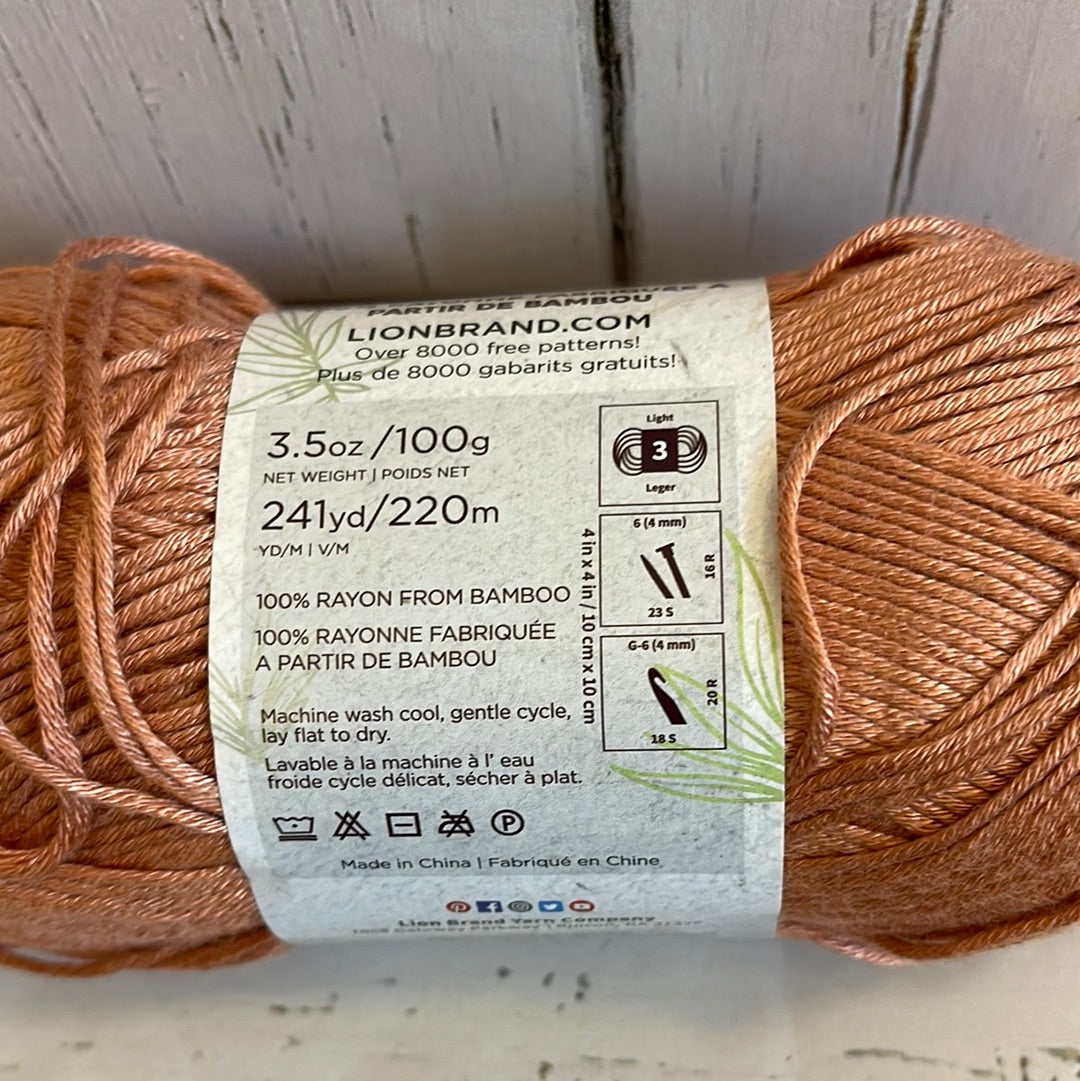 PARTIR DE BAMBOU
LIONBRAND.COM
Over 8000 free patterns!
Plus de 8000 gabarits gratuits!
3.5oz/100g
NET WEIGHT | POIDS NET
241yd/220m
YD/M | V/M
100% RAYON FROM BAMBOO
100% RAYONNE FABRIQUÉE
A PARTIR DE BAMBOU
Machine wash cool, gentle cycle,
lay flat to dry.
Lavable à la machine à l' eau
froide cycle délicat, sécher à plat.
P
Light
3
Leger
4 in x 4 in / 10 cm x 10 cm
6 (4 mm)
16 R
23 S
G-6 (4 mm)
20 R
18 S
Made in China | Fabriqué en Chine
Lion Brand Yarn Company